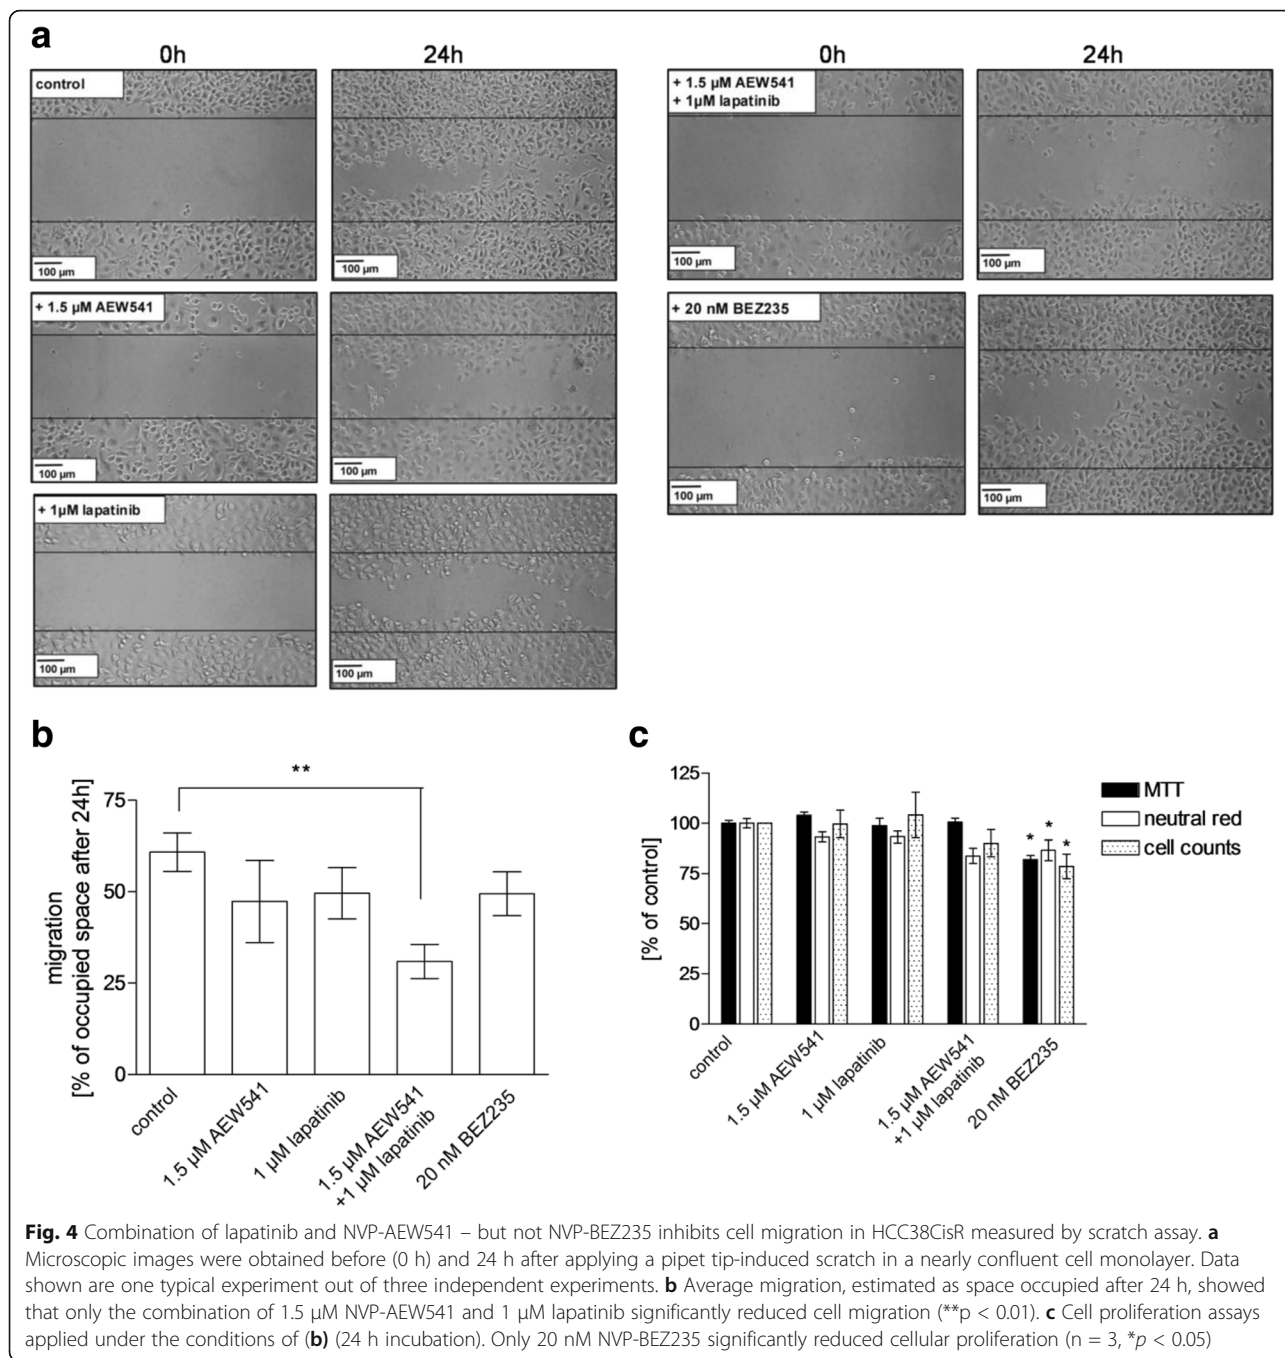 a
0h
24h
0h
24h
control
100 µm
100 µm
+ 1.5 µM AEW541
100 µm
100 µm
+ 1µM lapatinib
100 µm
100 µm
+ 1.5 µM AEW541
+ 1µM lapatinib
100 µm
100 µm
+ 20 nM BEZ235
100 µm
100 µm
b
migration
[% of occupied space after 24h]
75
50
25
0
**
control
1.5 µM AEW541
1 µM lapatinib
1.5 µM AEW541
+1 µM lapatinib
20 nM BEZ235
c
[% of control]
125
100
75
50
25
0
* * *
MTT
neutral red
cell counts
control
1.5 µM AEW541
1 µM lapatinib
1.5 µM AEW541
+1 µM lapatinib
20 nM BEZ235
Fig. 4 Combination of lapatinib and NVP-AEW541 – but not NVP-BEZ235 inhibits cell migration in HCC38CisR measured by scratch assay. a
Microscopic images were obtained before (0 h) and 24 h after applying a pipet tip-induced scratch in a nearly confluent cell monolayer. Data
shown are one typical experiment out of three independent experiments. b Average migration, estimated as space occupied after 24 h, showed
that only the combination of 1.5 µM NVP-AEW541 and 1 µM lapatinib significantly reduced cell migration (**p < 0.01). c Cell proliferation assays
applied under the conditions of (b) (24 h incubation). Only 20 nM NVP-BEZ235 significantly reduced cellular proliferation (n = 3, *p < 0.05)